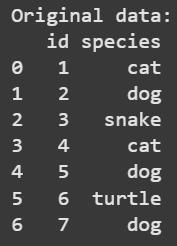 Original data:
id species
0 1 cat
1 2 dog
2 3 snake
3 4 cat
4 5 dog
5 6 turtle
6 7 dog